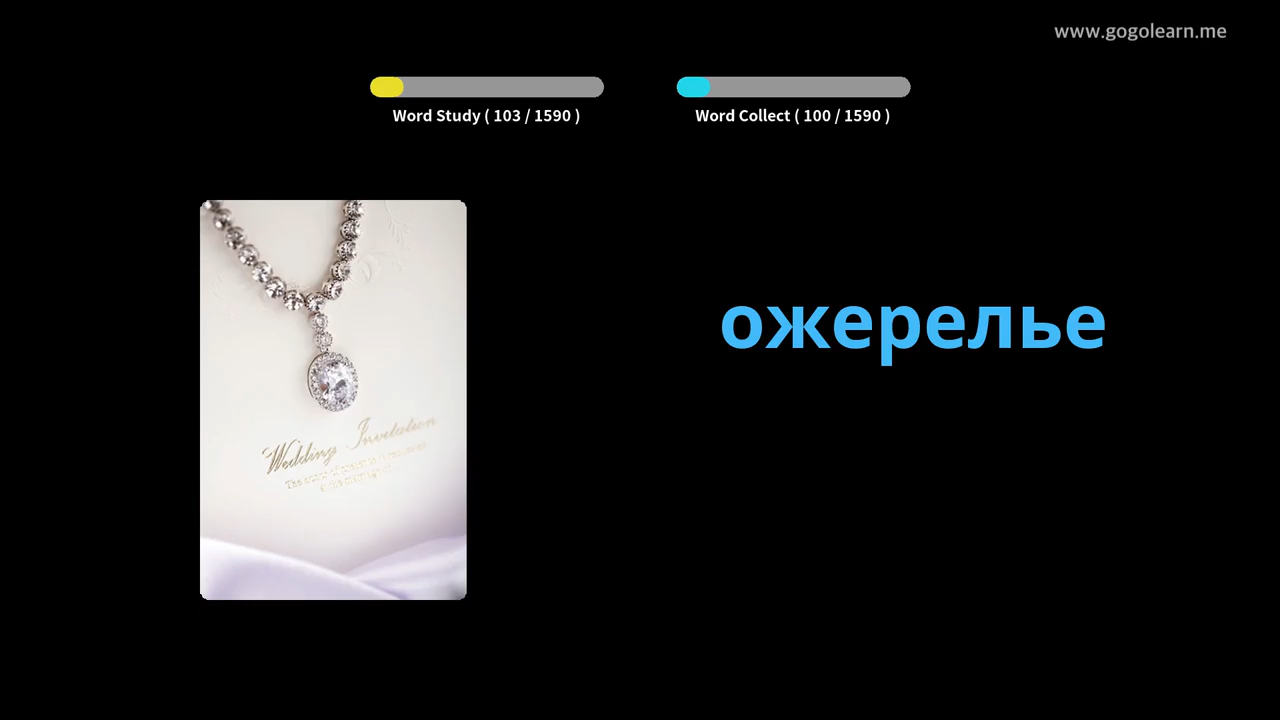 www.gogolearn.me
Word Study ( 103 / 1590 )
Word Collect ( 100 / 1590 )
ожерелье
Wedding Invitation